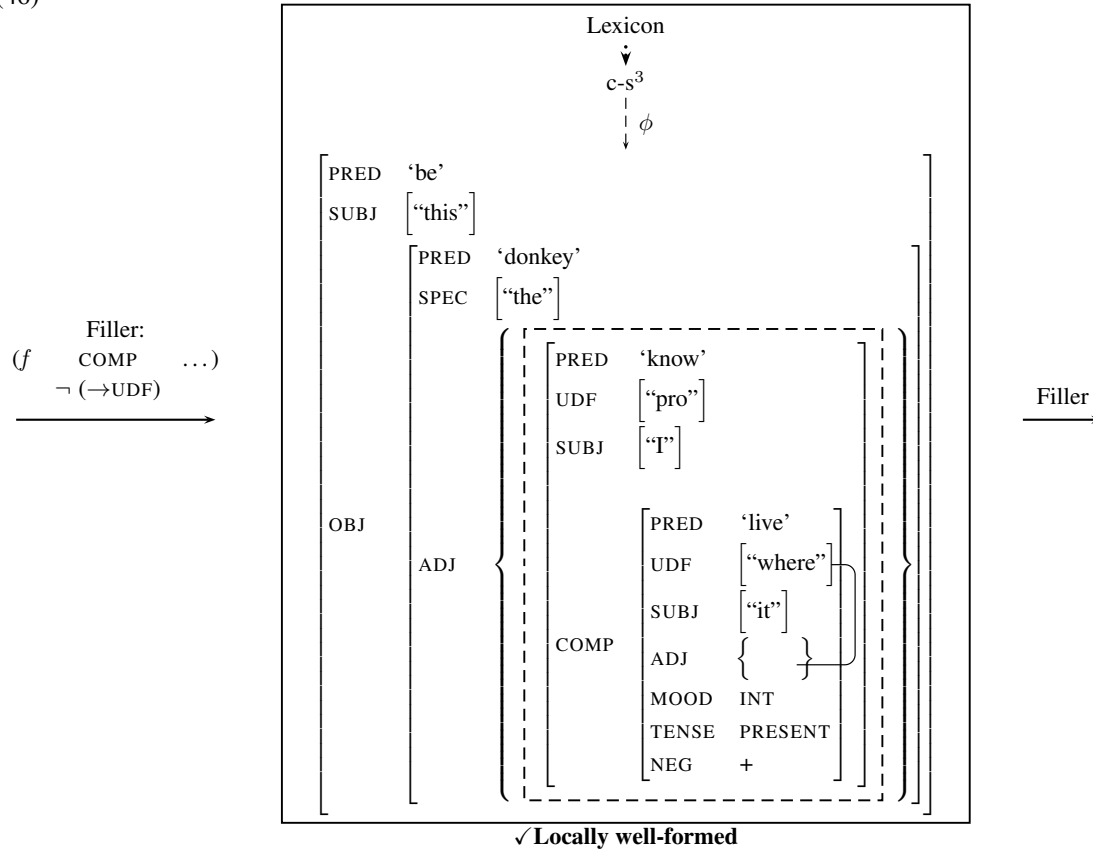 Lexicon
c-s³
ϕ
PRED ‘be’
SUBJ [“this”]
PRED ‘donkey’
SPEC [“the”]
Filler:
(f COMP …)
¬ (→UDF)
PRED ‘know’
UDF [“pro”]
Filler
SUBJ [“I”]
OBJ
PRED ‘live’
ADJ
UDF [“where”]
SUBJ [“it”]
COMP
ADJ { }
MOOD INT
TENSE PRESENT
NEG +
✓Locally well-formed